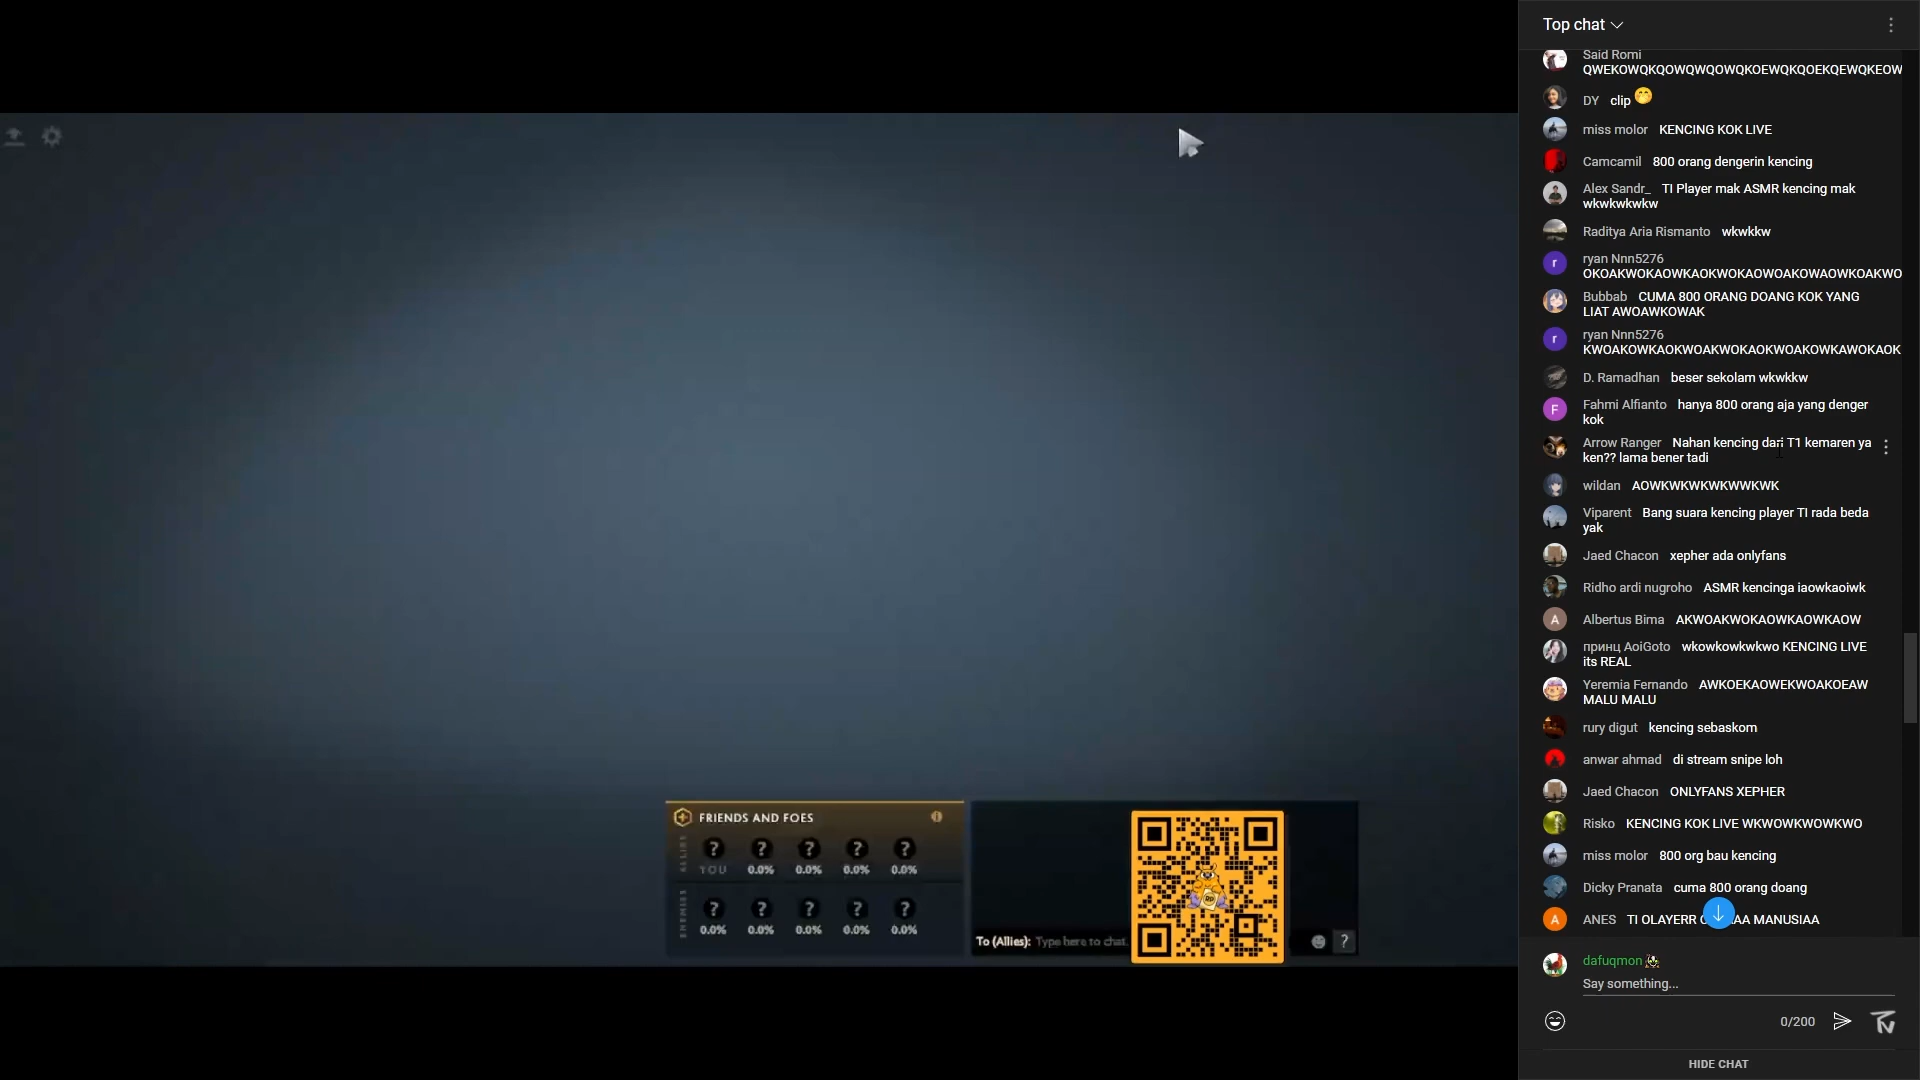 Top chat
Said Romi
QWEKOWQKQOWQWQOWQKOEWQKQOEKQEWQKEOW
DY clip
miss molor KENCING KOK LIVE
Camcamil 800 orang dengerin kencing
Alex Sandr_ TI Player mak ASMR kencing mak
wkwkwkwkw
Raditya Aria Rismanto wkwkkw
r
ryan Nnn5276
OKOAKWOKAOWKAOKWOKAOWOAKOWAOWKOAKWO
Bubbab CUMA 800 ORANG DOANG KOK YANG
LIAT AWOAWKOWAK
r
ryan Nnn5276
KWOAKOWKAOKWOAKWOKAOKWOAKOWKAWOKAOK
D. Ramadhan beser sekolam wkwkkw
F
Fahmi Alfianto hanya 800 orang aja yang denger
kok
Arrow Ranger Nahan kencing dari T1 kemaren ya
ken?? lama bener tadi
wildan AOWKWKWKWKWWKWK
Viparent Bang suara kencing player TI rada beda
yak
Jaed Chacon xepher ada onlyfans
Ridho ardi nugroho ASMR kencinga iaowkaoiwk
A
Albertus Bima AKWOAKWOKAOWKAOWKAOW
принц AoiGoto wkowkowkwkwo KENCING LIVE
its REAL
Yeremia Fernando AWKOEKAOWEKWOAKOEAW
MALU MALU
rury digut kencing sebaskom
anwar ahmad di stream snipe loh
Jaed Chacon ONLYFANS XEPHER
Risko KENCING KOK LIVE WKWOWKWOWKWO
miss molor 800 org bau kencing
Dicky Pranata cuma 800 orang doang
A
ANES TI OLAYERR MANUSIAA
dafuqmon
Say something...
0/200
HIDE CHAT
FRIENDS AND FOES
ALLIES
? ? ? ? ?
YOU 0.0% 0.0% 0.0% 0.0%
ENEMIES
? ? ? ? ?
0.0% 0.0% 0.0% 0.0% 0.0%
To (Allies): Type here to chat.
?
RP